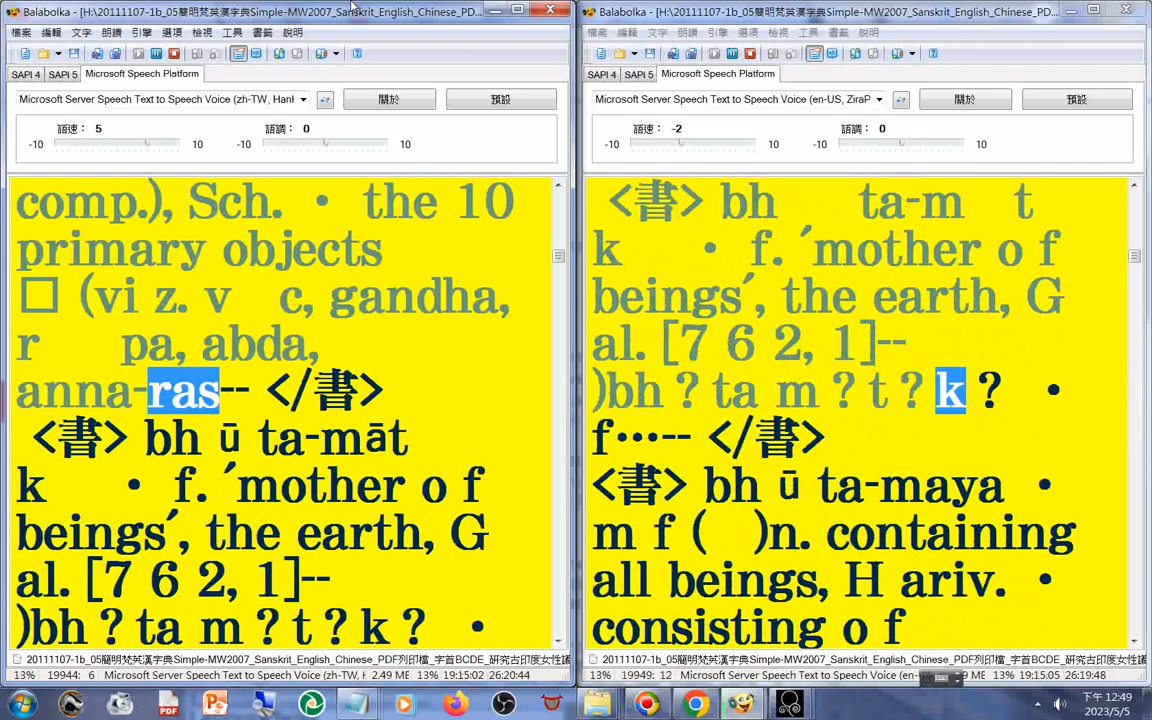 Balabolka - [H:\20111107-1b_05簡明梵英漢字典Simple-MW2007_Sanskrit_English_Chinese_PD...
檔案 編輯 文字 朗讀 引擎 選項 檢視 工具 書籤 說明
SAPI 4 SAPI 5 Microsoft Speech Platform
Microsoft Server Speech Text to Speech Voice (zh-TW, Hanl
關於 預設
語速： 5 語調： 0
-10 10 -10 10
comp.), Sch. • the 10
primary objects
□ (vi z. v c, gandha,
r pa, abda,
anna-ras-- </書>
<書> bh ū ta-māt
k • f. ´mother o f
beings´, the earth, G
al. [7 6 2, 1]--
)bh ? ta m ? t ? k ? •
20111107-1b_05簡明梵英漢字典Simple-MW2007_Sanskrit_English_Chinese_PDF列印檔_字首BCDE_研究古印度女性議
13% 19944: 6 Microsoft Server Speech Text to Speech Voice (zh-TW, H 2.49 MB 13% 19:15:02 26:20:44
Balabolka - [H:\20111107-1b_05簡明梵英漢字典Simple-MW2007_Sanskrit_English_Chinese_PD...
檔案 編輯 文字 朗讀 引擎 選項 檢視 工具 書籤 說明
SAPI 4 SAPI 5 Microsoft Speech Platform
Microsoft Server Speech Text to Speech Voice (en-US, ZiraP
關於 預設
語速： -2 語調： 0
-10 10 -10 10
<書> bh ta-m t
k • f. ´mother o f
beings´, the earth, G
al. [7 6 2, 1]--
)bh ? ta m ? t ? k ? •
f…-- </書>
<書> bh ū ta-maya •
m f ( )n. containing
all beings, H ariv. •
consisting o f
20111107-1b_05簡明梵英漢字典Simple-MW2007_Sanskrit_English_Chinese_PDF列印檔_字首BCDE_研究古印度女性議
13% 19949: 12 Microsoft Server Speech Text to Speech Voice (en-U 9 MB 13% 19:15:05 26:19:48
下午 12:49
2023/5/5